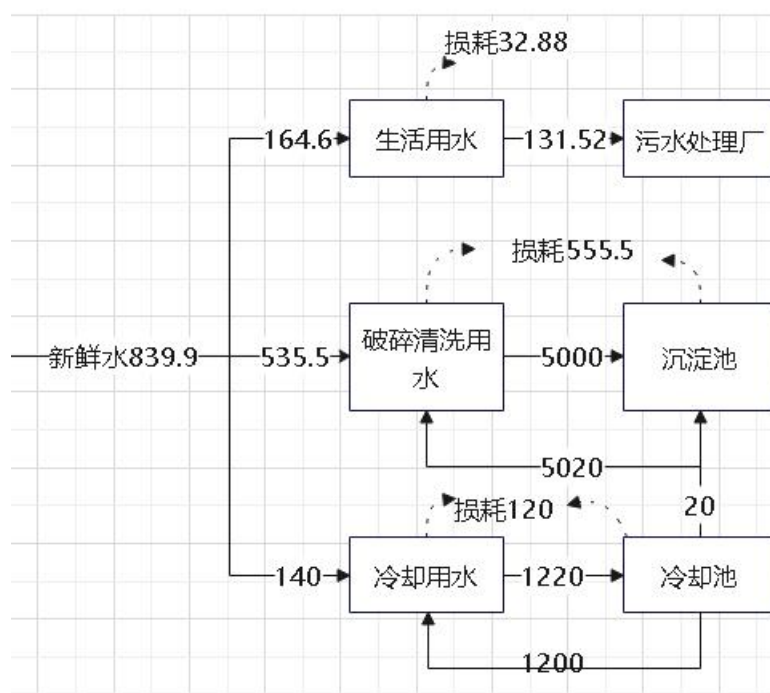 损耗32.88
164.6
生活用水
131.52
污水处理厂
损耗555.5
新鲜水839.9
535.5
破碎清洗用
水
5000
沉淀池
5020
损耗120
20
140
冷却用水
1220
冷却池
1200